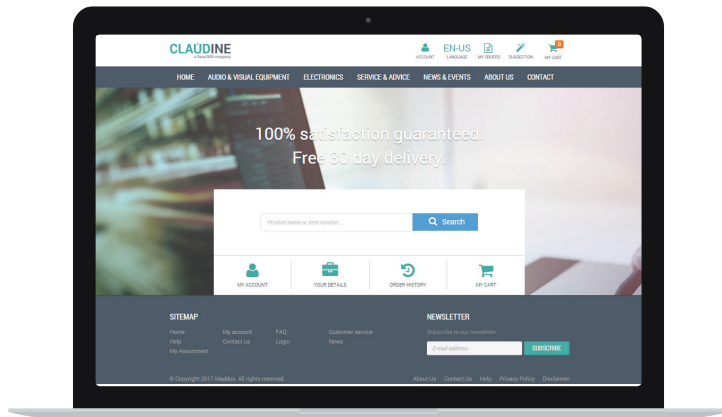 CLAUDINE
EN-US
ACCOUNT LANGUAGE MY ORDERS SUGGESTION MY CART
HOME AUDIO & VISUAL EQUIPMENT ELECTRONICS SERVICE & ADVICE NEWS & EVENTS ABOUT US CONTACT
100% satisfaction guaranteed.
Free 30 day delivery.
Product name or item number...
Search
MY ACCOUNT YOUR DETAILS ORDER HISTORY MY CART
SITEMAP
Home My account FAQ Customer service
Help Contact us Login News
My Assortment
NEWSLETTER
Subscribe to our newsletter
E-mail address SUBSCRIBE
© Copyright 2017 Maddox. All rights reserved.
About Us Contact Us Help Privacy Policy Disclaimer